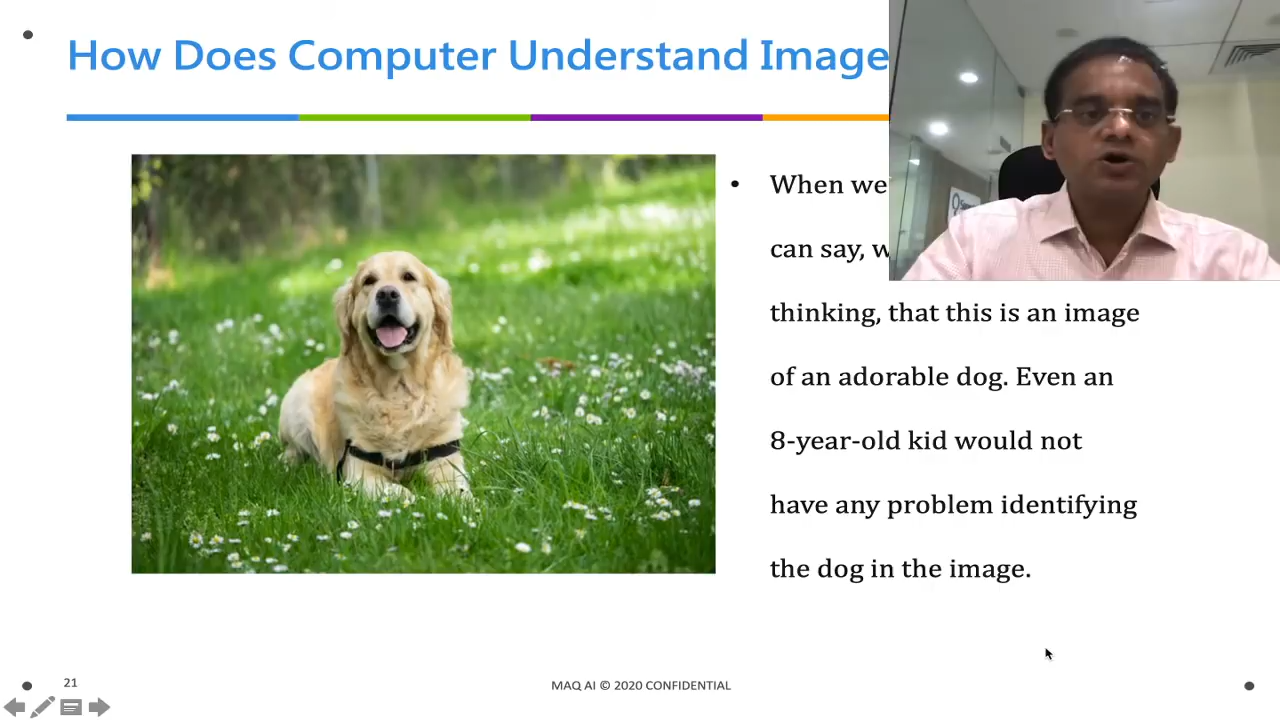 How Does Computer Understand Image
• When we
can say, w
thinking, that this is an image
of an adorable dog. Even an
8-year-old kid would not
have any problem identifying
the dog in the image.
21
MAQ AI © 2020 CONFIDENTIAL